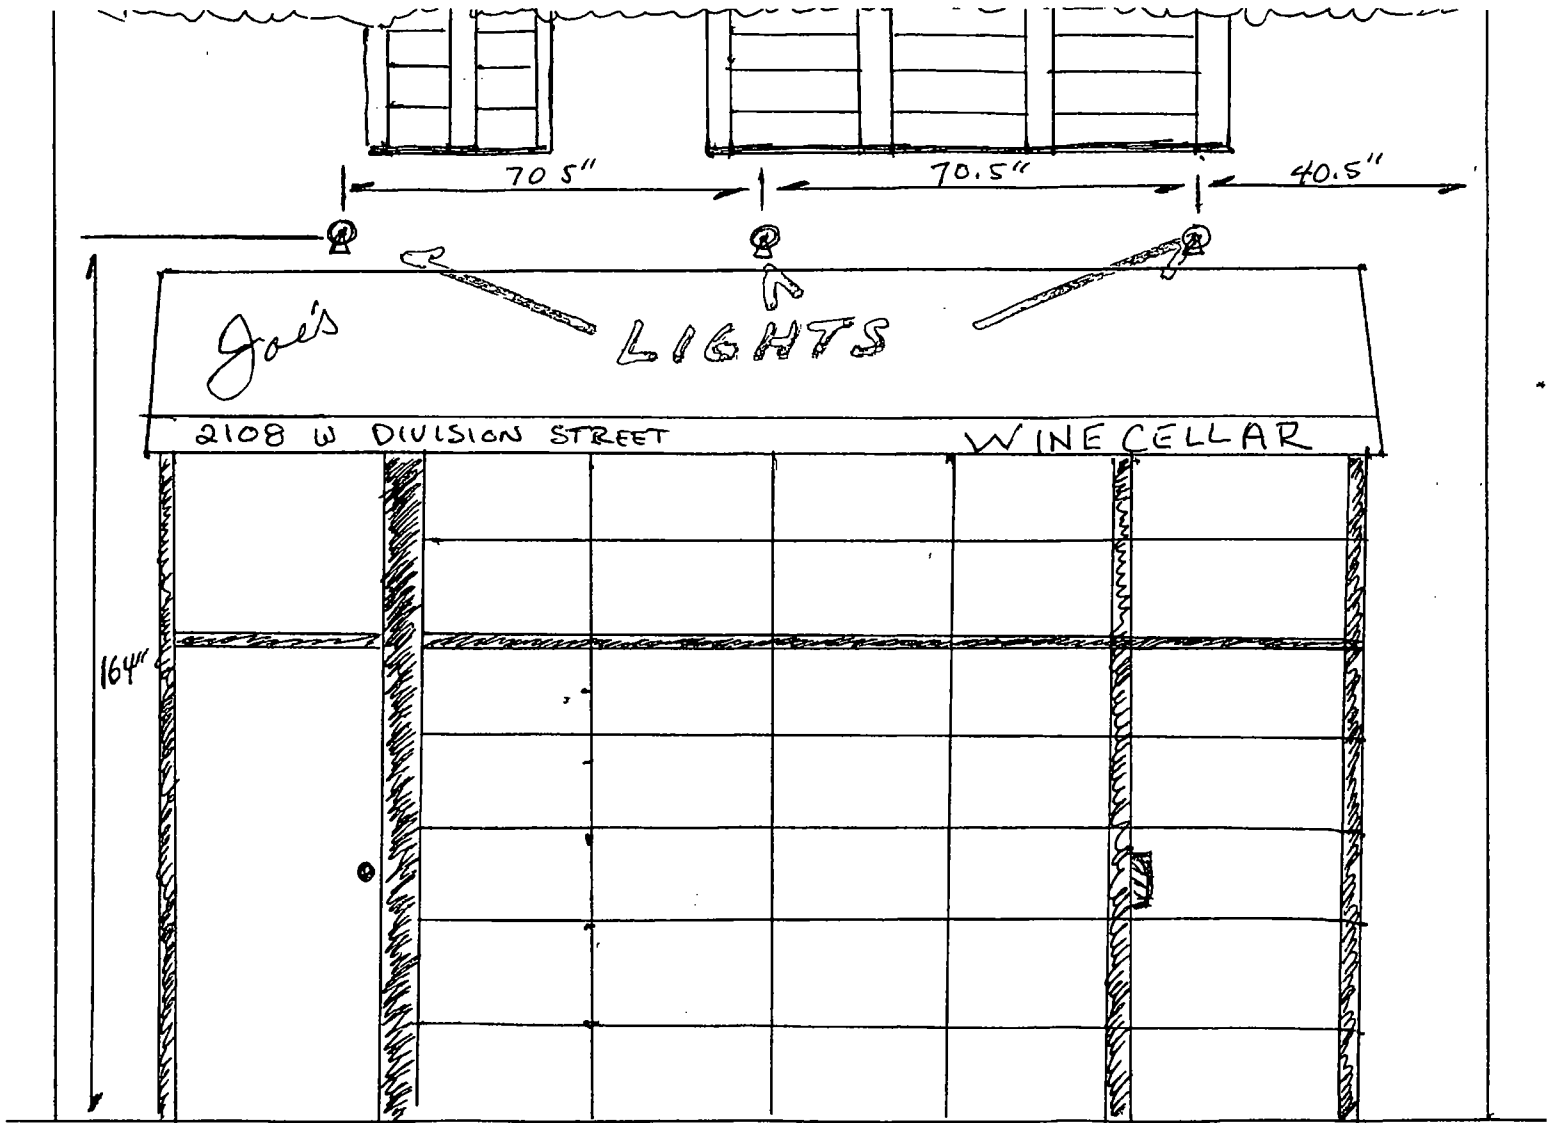 70 5" 70.5" 40.5"
Joe's
LIGHTS
2108 W DIVISION STREET WINE CELLAR
164"